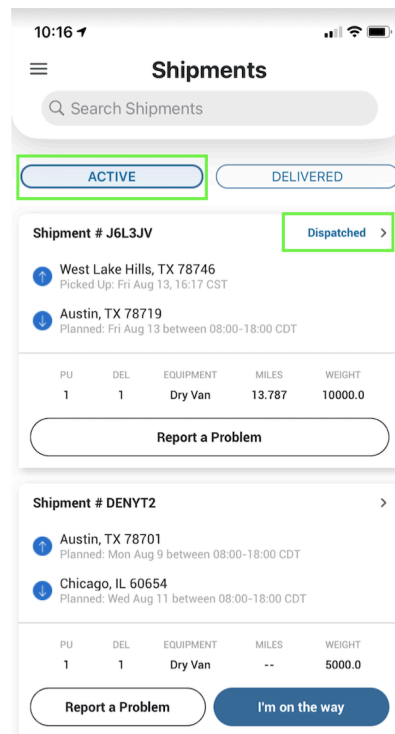 10:16
Shipments
Search Shipments
ACTIVE DELIVERED
Shipment # J6L3JV Dispatched
West Lake Hills, TX 78746
Picked Up: Fri Aug 13, 16:17 CST
Austin, TX 78719
Planned: Fri Aug 13 between 08:00-18:00 CDT
PU DEL EQUIPMENT MILES WEIGHT
1 1 Dry Van 13.787 10000.0
Report a Problem
Shipment # DENYT2
Austin, TX 78701
Planned: Mon Aug 9 between 08:00-18:00 CDT
Chicago, IL 60654
Planned: Wed Aug 11 between 08:00-18:00 CDT
PU DEL EQUIPMENT MILES WEIGHT
1 1 Dry Van -- 5000.0
Report a Problem I'm on the way